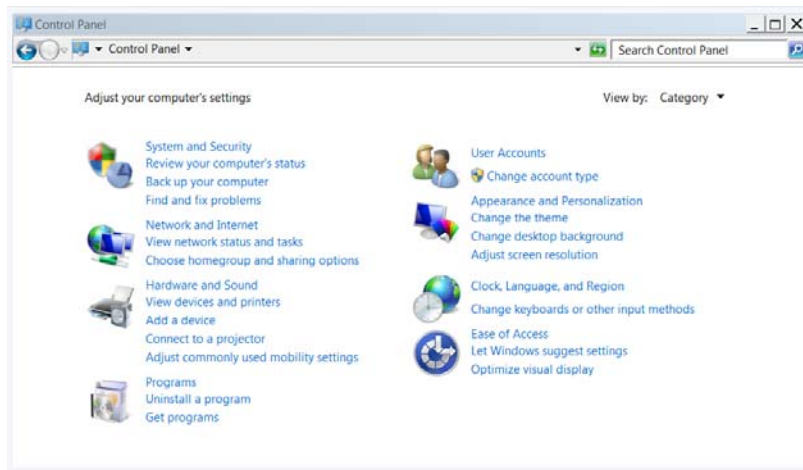 Control Panel
Control Panel
Search Control Panel
Adjust your computer's settings
View by: Category
System and Security
Review your computer's status
Back up your computer
Find and fix problems
Network and Internet
View network status and tasks
Choose homegroup and sharing options
Hardware and Sound
View devices and printers
Add a device
Connect to a projector
Adjust commonly used mobility settings
Programs
Uninstall a program
Get programs
User Accounts
Change account type
Appearance and Personalization
Change the theme
Change desktop background
Adjust screen resolution
Clock, Language, and Region
Change keyboards or other input methods
Ease of Access
Let Windows suggest settings
Optimize visual display